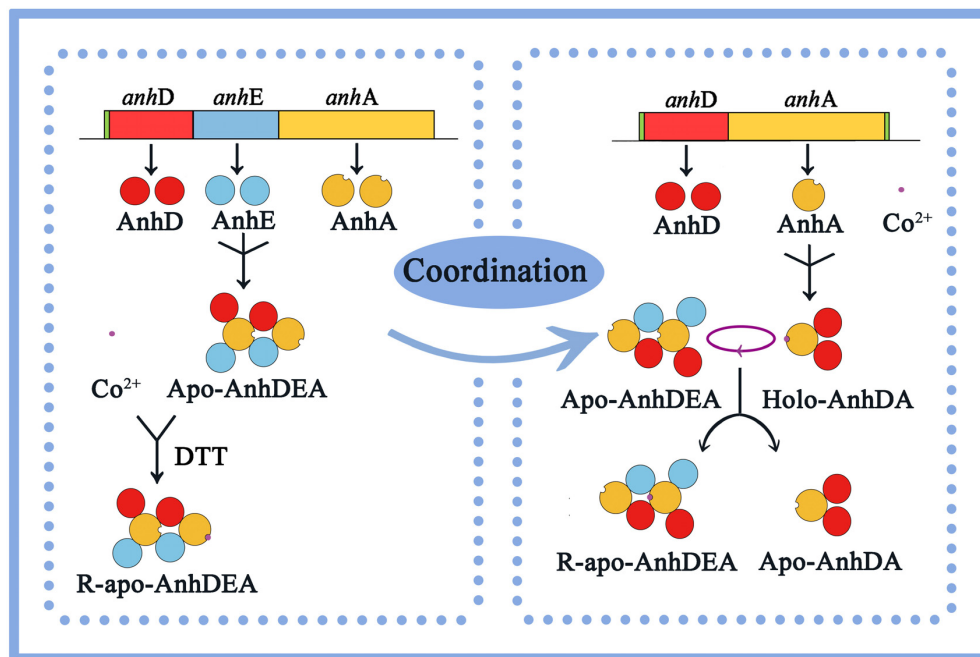 anhD anhE anhA
AnhD AnhE AnhA
Co²⁺ Apo-AnhDEA
DTT
R-apo-AnhDEA
Coordination
anhD anhA
AnhD AnhA Co²⁺
Apo-AnhDEA Holo-AnhDA
R-apo-AnhDEA Apo-AnhDA